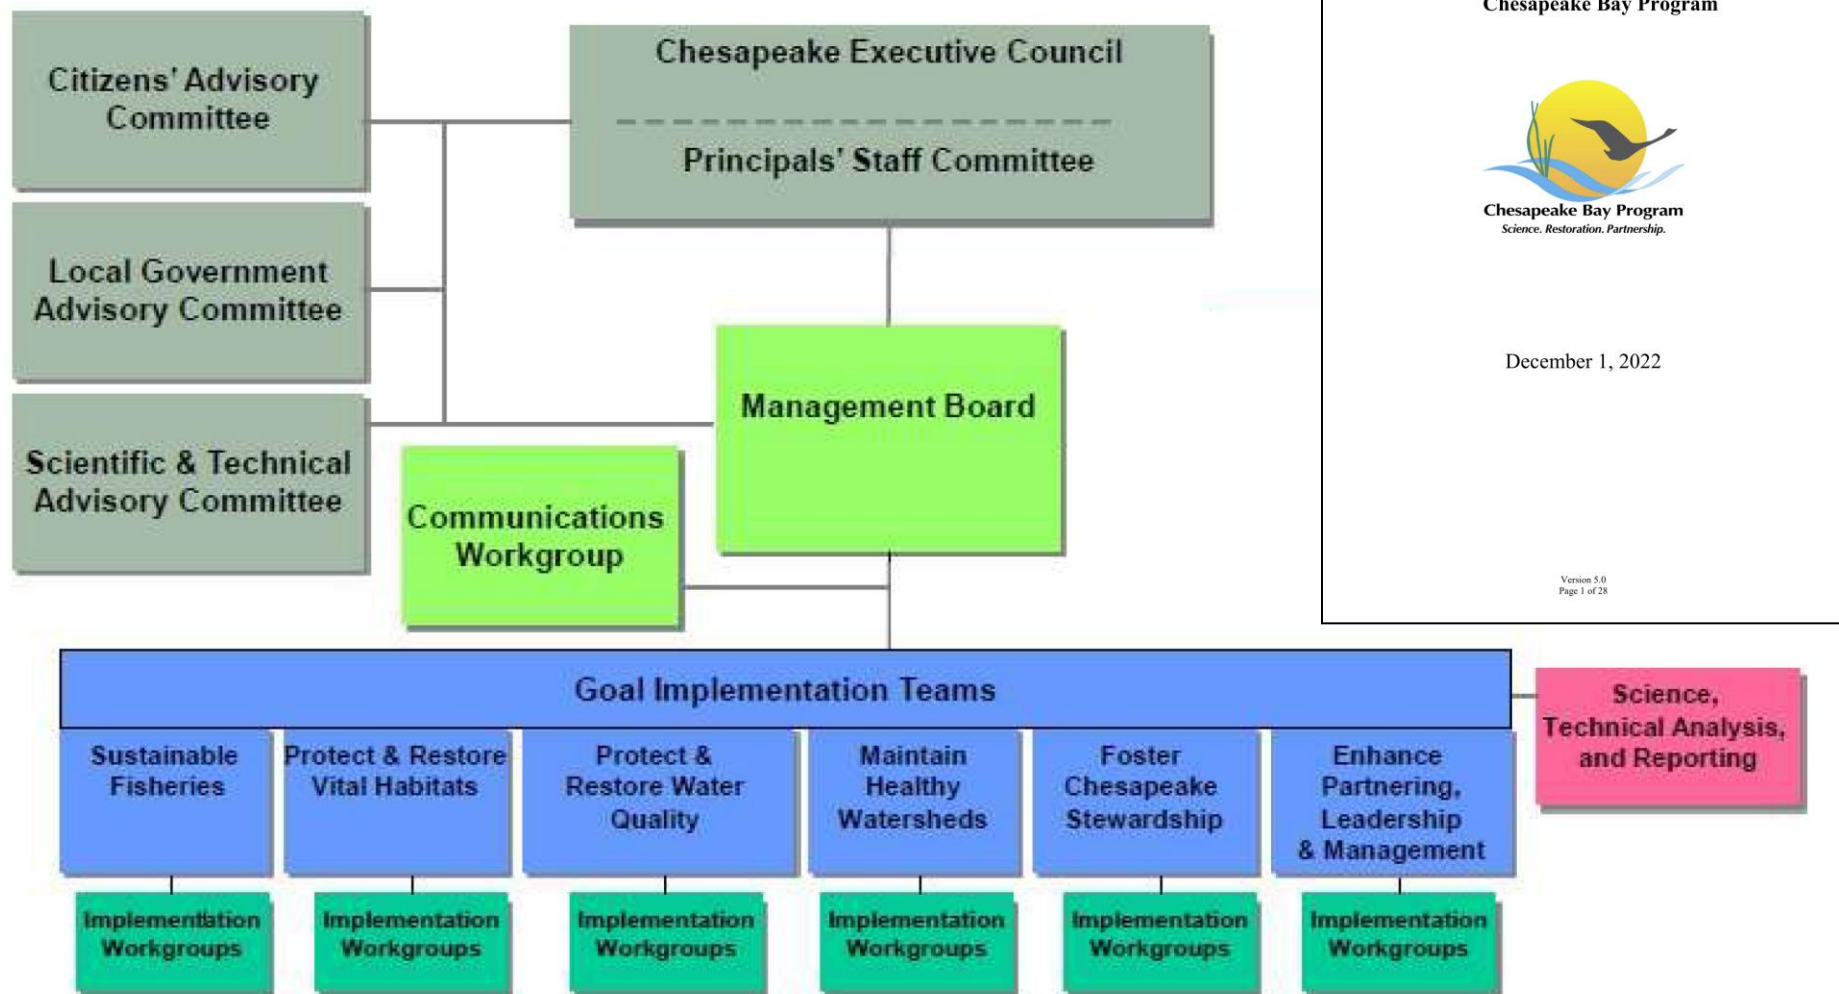 Chesapeake Bay Program
Chesapeake Bay Program
Science. Restoration. Partnership.
December 1, 2022
Version 5.0
Page 1 of 28
Citizens' Advisory
Committee
Chesapeake Executive Council
Principals' Staff Committee
Local Government
Advisory Committee
Management Board
Scientific & Technical
Advisory Committee
Communications
Workgroup
Goal Implementation Teams
Science,
Technical Analysis,
and Reporting
Sustainable
Fisheries
Protect & Restore
Vital Habitats
Protect &
Restore Water
Quality
Maintain
Healthy
Watersheds
Foster
Chesapeake
Stewardship
Enhance
Partnering,
Leadership
& Management
Implementation
Workgroups
Implementation
Workgroups
Implementation
Workgroups
Implementation
Workgroups
Implementation
Workgroups
Implementation
Workgroups